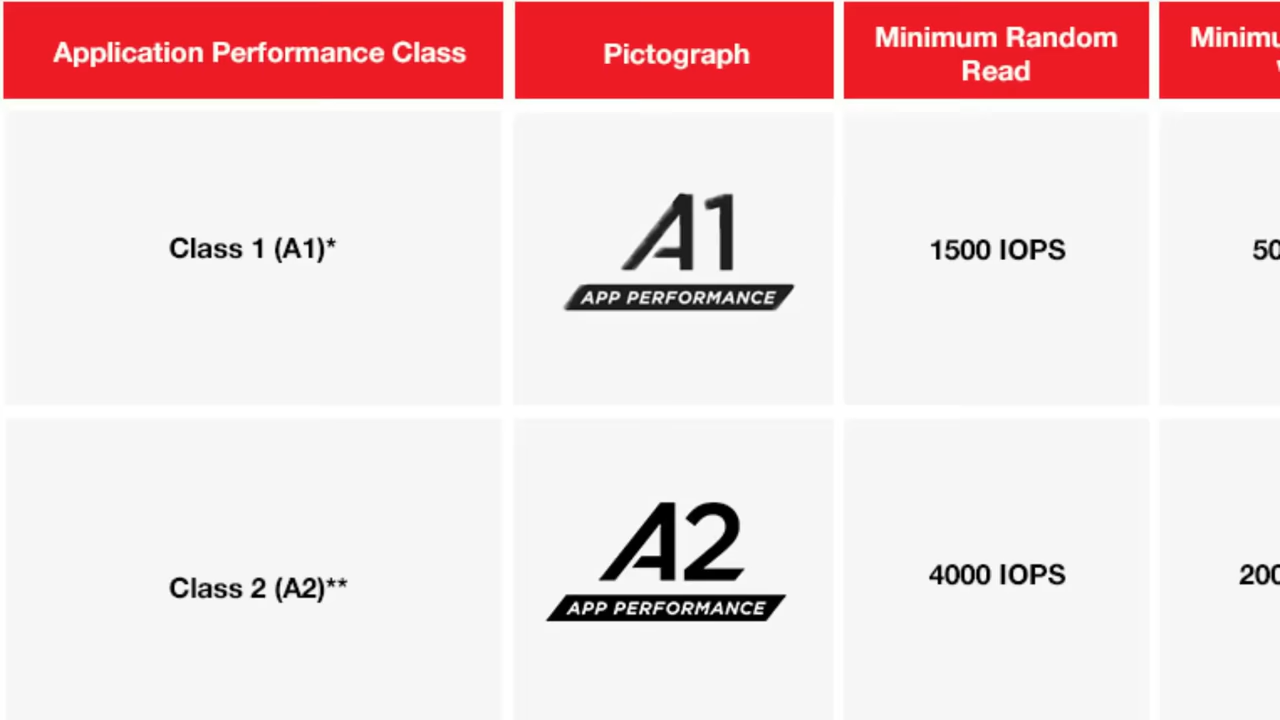 Application Performance Class
Pictograph
Minimum Random
Read
Class 1 (A1)*
A1
APP PERFORMANCE
1500 IOPS
Class 2 (A2)**
A2
APP PERFORMANCE
4000 IOPS